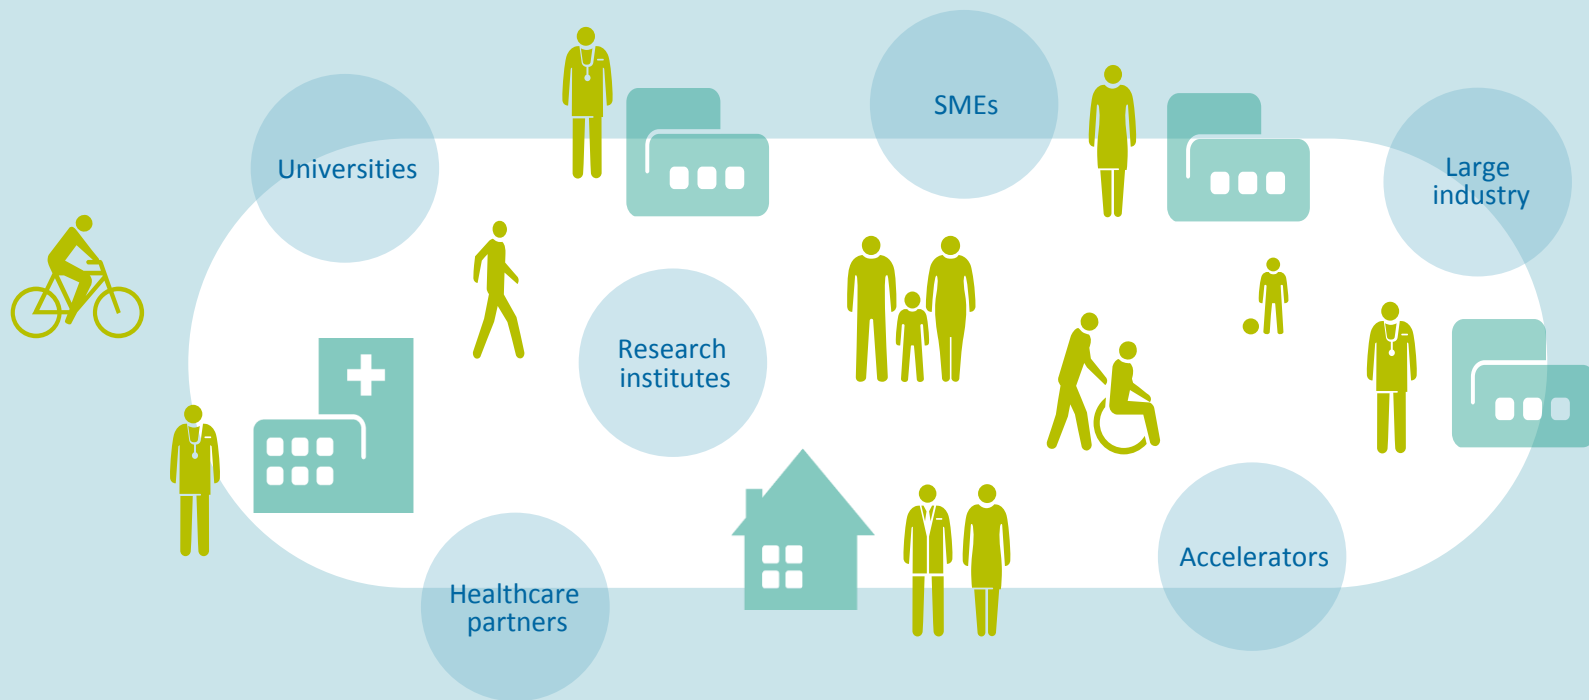 SMEs
Universities
Large
industry
Research
institutes
Accelerators
Healthcare
partners